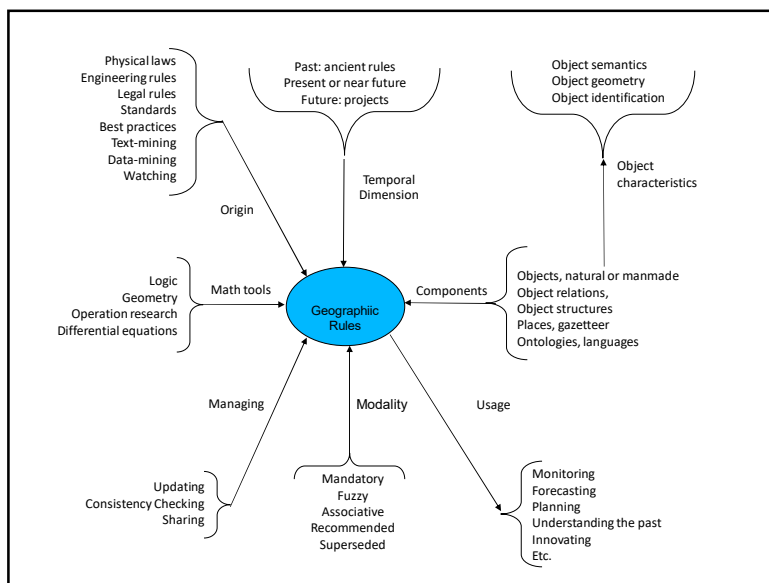 Physical laws
Engineering rules
Legal rules
Standards
Best practices
Text-mining
Data-mining
Watching
Origin
Past: ancient rules
Present or near future
Future: projects
Temporal
Dimension
Object semantics
Object geometry
Object identification
Object
characteristics
Logic
Geometry
Operation research
Differential equations
Math tools
Geographiic
Rules
Components
Objects, natural or manmade
Object relations,
Object structures
Places, gazetteer
Ontologies, languages
Managing
Updating
Consistency Checking
Sharing
Modality
Mandatory
Fuzzy
Associative
Recommended
Superseded
Usage
Monitoring
Forecasting
Planning
Understanding the past
Innovating
Etc.